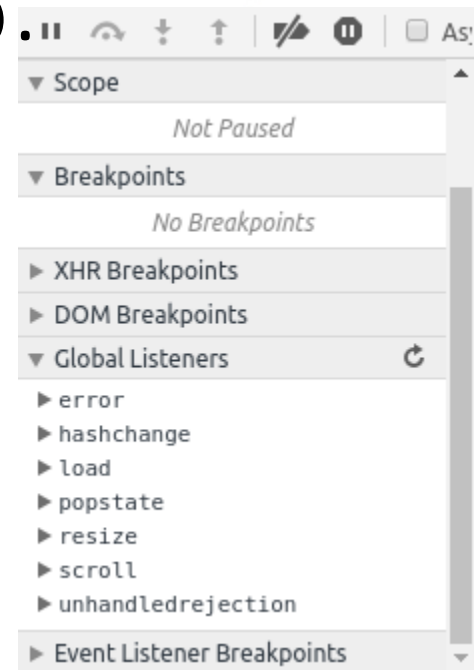 ).
Asy
Scope
Not Paused
Breakpoints
No Breakpoints
XHR Breakpoints
DOM Breakpoints
Global Listeners
error
hashchange
load
popstate
resize
scroll
unhandledrejection
Event Listener Breakpoints